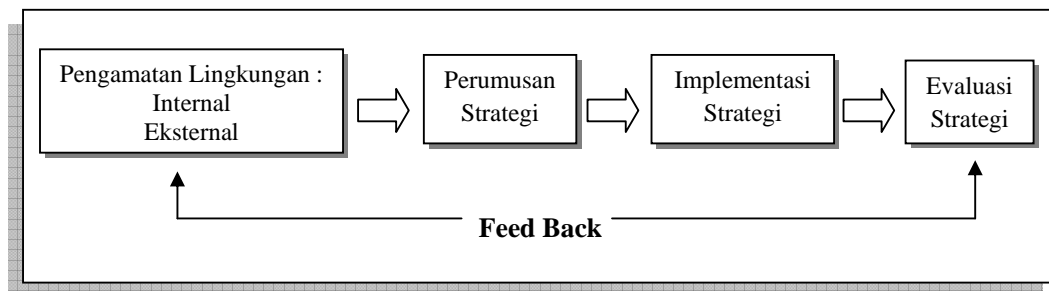 Pengamatan Lingkungan :
Internal
Eksternal
Perumusan
Strategi
Implementasi
Strategi
Evaluasi
Strategi
Feed Back